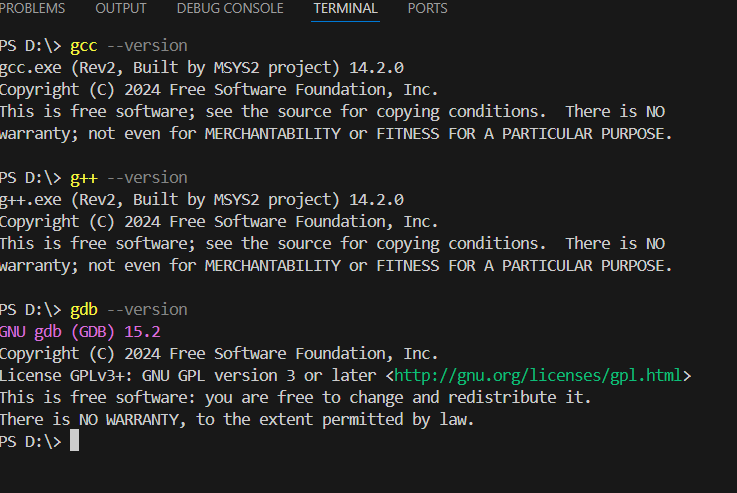 PROBLEMS OUTPUT DEBUG CONSOLE TERMINAL PORTS
PS D:\> gcc --version
gcc.exe (Rev2, Built by MSYS2 project) 14.2.0
Copyright (C) 2024 Free Software Foundation, Inc.
This is free software; see the source for copying conditions.  There is NO
warranty; not even for MERCHANTABILITY or FITNESS FOR A PARTICULAR PURPOSE.
PS D:\> g++ --version
g++.exe (Rev2, Built by MSYS2 project) 14.2.0
Copyright (C) 2024 Free Software Foundation, Inc.
This is free software; see the source for copying conditions.  There is NO
warranty; not even for MERCHANTABILITY or FITNESS FOR A PARTICULAR PURPOSE.
PS D:\> gdb --version
GNU gdb (GDB) 15.2
Copyright (C) 2024 Free Software Foundation, Inc.
License GPLv3+: GNU GPL version 3 or later <http://gnu.org/licenses/gpl.html>
This is free software: you are free to change and redistribute it.
There is NO WARRANTY, to the extent permitted by law.
PS D:\>